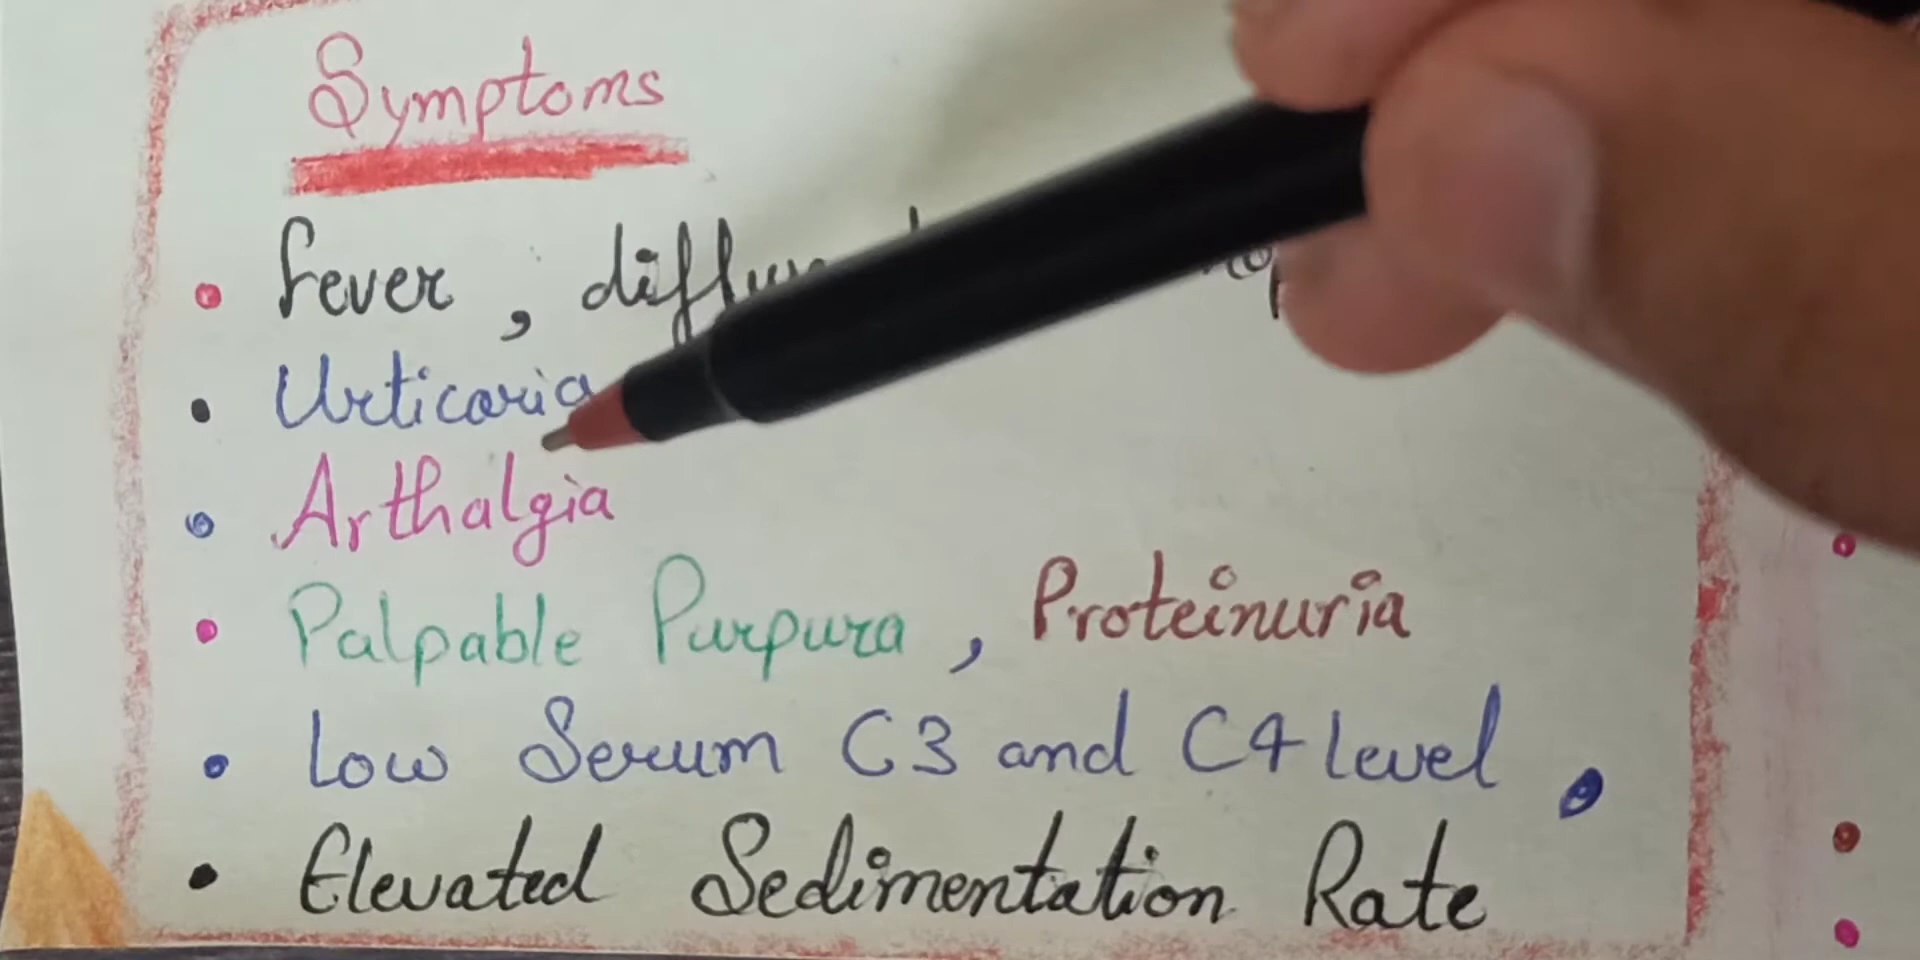 Symptoms
fever, 
Urticaria
Arthalgia
Palpable Purpura, Proteinuria
Low Serum C3 and C4 level,
Elevated Sedimentation Rate